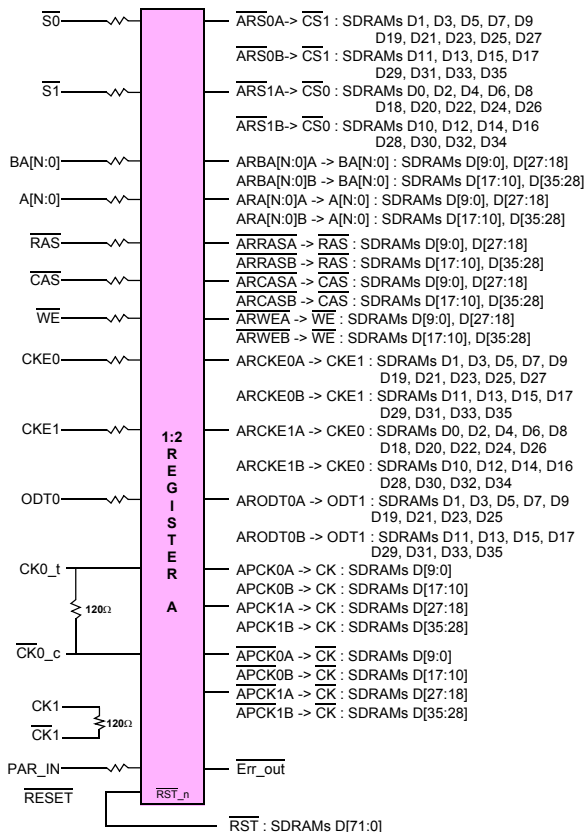 S0
ARS0A-> CS1 : SDRAMs D1, D3, D5, D7, D9
D19, D21, D23, D25, D27
ARS0B-> CS1 : SDRAMs D11, D13, D15, D17
D29, D31, D33, D35
S1
ARS1A-> CS0 : SDRAMs D0, D2, D4, D6, D8
D18, D20, D22, D24, D26
ARS1B-> CS0 : SDRAMs D10, D12, D14, D16
D28, D30, D32, D34
BA[N:0]
ARBA[N:0]A -> BA[N:0] : SDRAMs D[9:0], D[27:18]
ARBA[N:0]B -> BA[N:0] : SDRAMs D[17:10], D[35:28]
A[N:0]
ARA[N:0]A -> A[N:0] : SDRAMs D[9:0], D[27:18]
ARA[N:0]B -> A[N:0] : SDRAMs D[17:10], D[35:28]
RAS
ARRASA -> RAS : SDRAMs D[9:0], D[27:18]
ARRASB -> RAS : SDRAMs D[17:10], D[35:28]
CAS
ARCASA -> CAS : SDRAMs D[9:0], D[27:18]
ARCASB -> CAS : SDRAMs D[17:10], D[35:28]
WE
ARWEA -> WE : SDRAMs D[9:0], D[27:18]
ARWEB -> WE : SDRAMs D[17:10], D[35:28]
CKE0
ARCKE0A -> CKE1 : SDRAMs D1, D3, D5, D7, D9
D19, D21, D23, D25, D27
ARCKE0B -> CKE1 : SDRAMs D11, D13, D15, D17
D29, D31, D33, D35
CKE1
ARCKE1A -> CKE0 : SDRAMs D0, D2, D4, D6, D8
D18, D20, D22, D24, D26
ARCKE1B -> CKE0 : SDRAMs D10, D12, D14, D16
D28, D30, D32, D34
1:2
REGISTER
A
ODT0
ARODT0A -> ODT1 : SDRAMs D1, D3, D5, D7, D9
D19, D21, D23, D25
ARODT0B -> ODT1 : SDRAMs D11, D13, D15, D17
D29, D31, D33, D35
CK0_t
APCK0A -> CK : SDRAMs D[9:0]
APCK0B -> CK : SDRAMs D[17:10]
120Ω
APCK1A -> CK : SDRAMs D[27:18]
APCK1B -> CK : SDRAMs D[35:28]
CK0_c
APCK0A -> CK : SDRAMs D[9:0]
APCK0B -> CK : SDRAMs D[17:10]
APCK1A -> CK : SDRAMs D[27:18]
APCK1B -> CK : SDRAMs D[35:28]
CK1
120Ω
CK1
PAR_IN
Err_out
RESET
RST_n
RST : SDRAMs D[71:0]